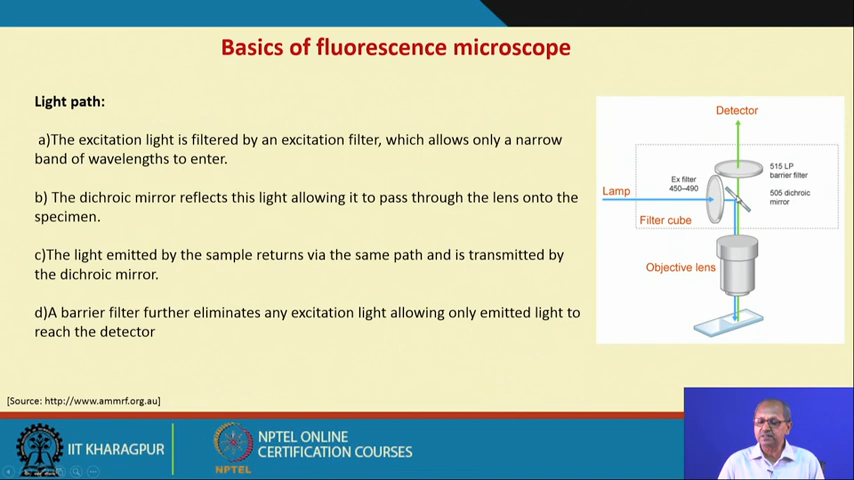 Basics of fluorescence microscope
Light path:
a)The excitation light is filtered by an excitation filter, which allows only a narrow
band of wavelengths to enter.
b) The dichroic mirror reflects this light allowing it to pass through the lens onto the
specimen.
c)The light emitted by the sample returns via the same path and is transmitted by
the dichroic mirror.
d)A barrier filter further eliminates any excitation light allowing only emitted light to
reach the detector
Detector
515 LP
barrier filter
Ex filter
450–490
Lamp
505 dichroic
mirror
Filter cube
Objective lens
[Source: http://www.ammrf.org.au]
IIT KHARAGPUR
NPTEL
NPTEL ONLINE
CERTIFICATION COURSES